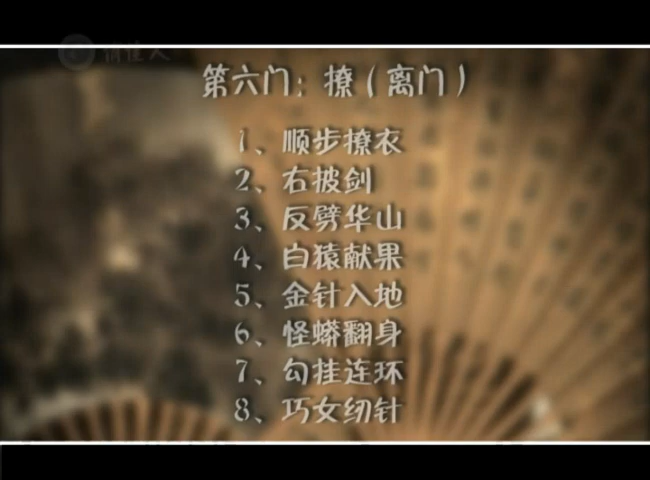 第六门：撩（离门）
1、顺步撩衣
2、右披剑
3、反劈华山
4、白猿献果
5、金针入地
6、怪蟒翻身
7、勾挂连环
8、巧女纫针